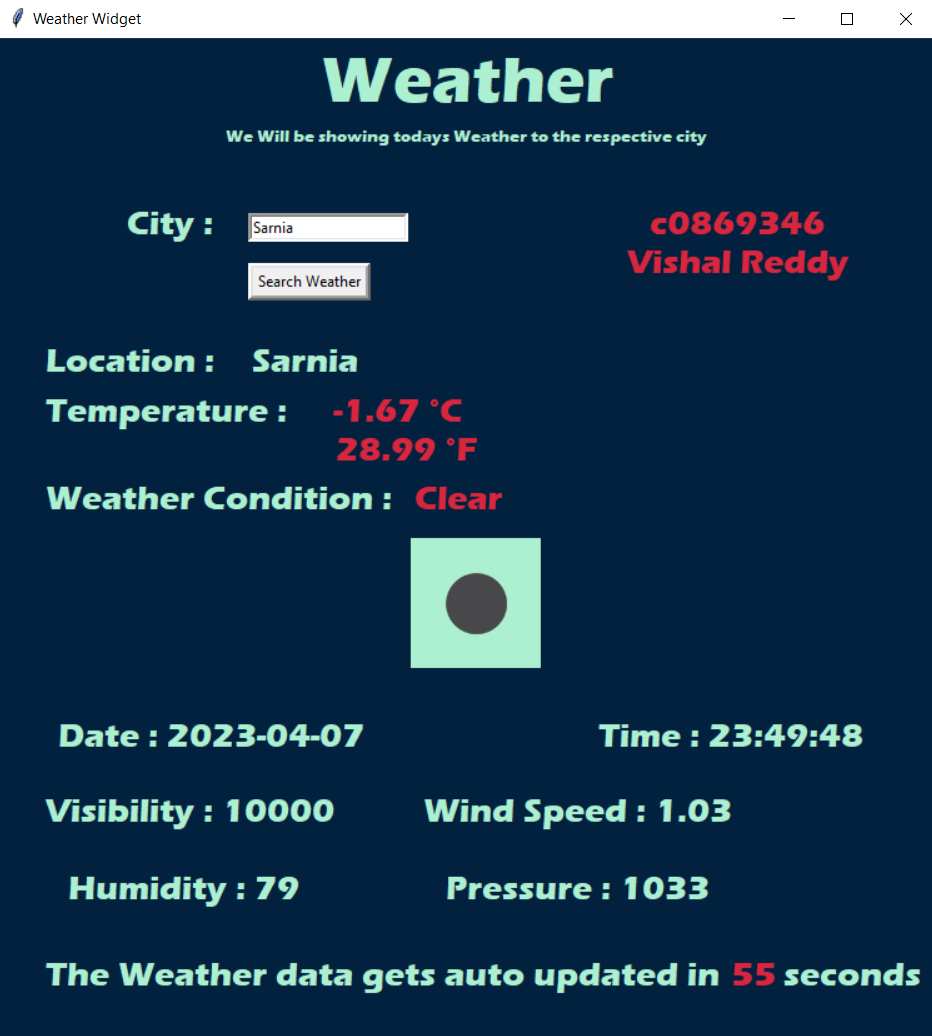 Weather Widget
Weather
We Will be showing todays Weather to the respective city
City : Sarnia
c0869346
Vishal Reddy
Search Weather
Location : Sarnia
Temperature : -1.67 °C
28.99 °F
Weather Condition : Clear
Date : 2023-04-07 Time : 23:49:48
Visibility : 10000 Wind Speed : 1.03
Humidity : 79 Pressure : 1033
The Weather data gets auto updated in 55 seconds